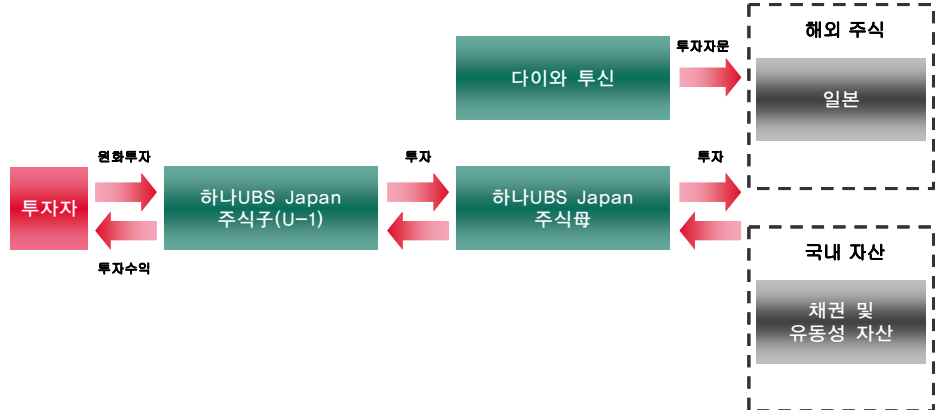 해외 주식
투자자문
다이와 투신
일본
원화투자
투자
투자
투자자
하나UBS Japan
주식子(U-1)
하나UBS Japan
주식母
투자수익
국내 자산
채권 및
유동성 자산